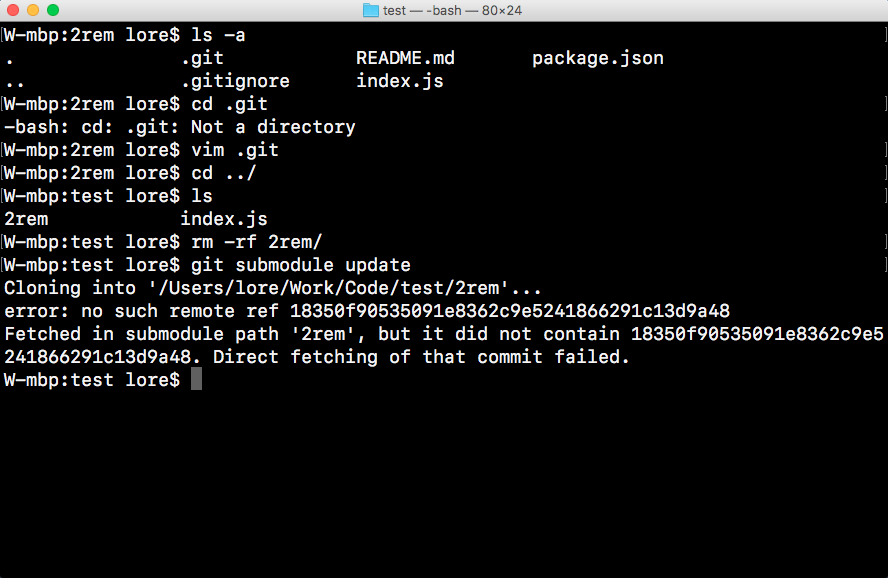 test — -bash — 80×24
W-mbp:2rem lore$ ls -a
. .git README.md package.json
.. .gitignore index.js
W-mbp:2rem lore$ cd .git
-bash: cd: .git: Not a directory
W-mbp:2rem lore$ vim .git
W-mbp:2rem lore$ cd ../
W-mbp:test lore$ ls
2rem index.js
W-mbp:test lore$ rm -rf 2rem/
W-mbp:test lore$ git submodule update
Cloning into '/Users/lore/Work/Code/test/2rem'...
error: no such remote ref 18350f90535091e8362c9e5241866291c13d9a48
Fetched in submodule path '2rem', but it did not contain 18350f90535091e8362c9e5
241866291c13d9a48. Direct fetching of that commit failed.
W-mbp:test lore$